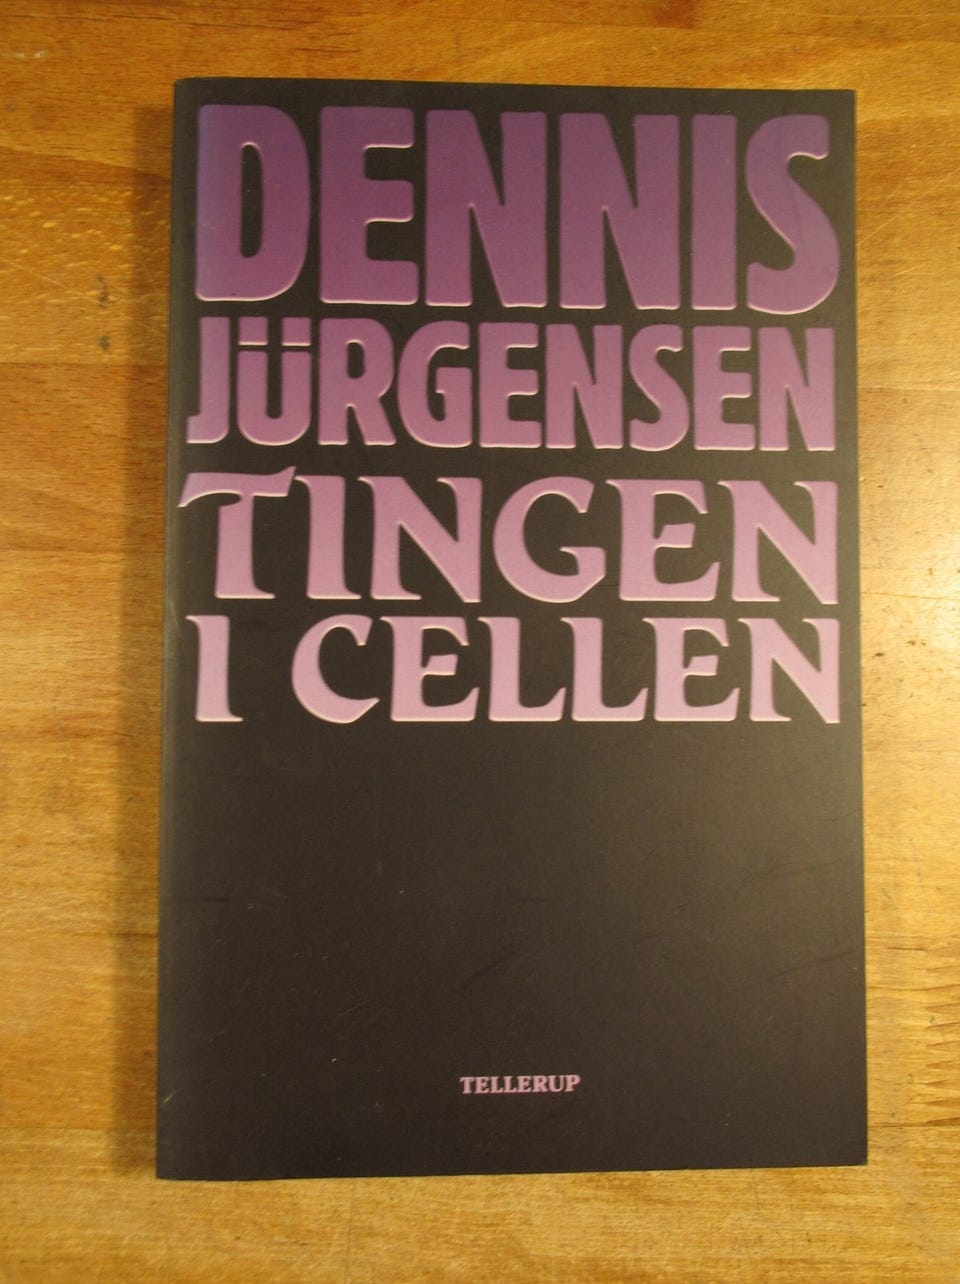 DENNIS
JÜRGENSEN
TINGEN
I CELLEN
TELLERUP